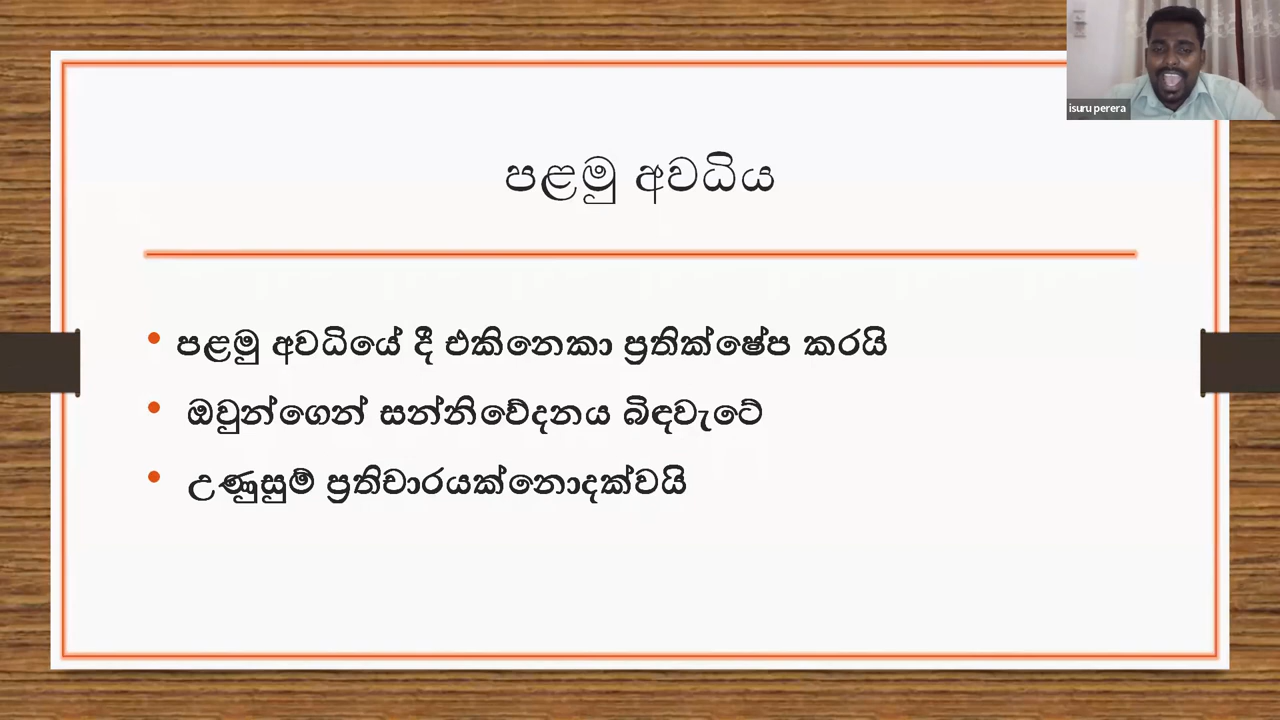 isuru perera
පළමු අවධිය
• පළමු අවධියේ දී එකිනෙකා ප්‍රතික්ෂේප කරයි
• ඔවුන්ගෙන් සන්නිවේදනය බිඳවැටේ
• උණුසුම් ප්‍රතිචාරයක්නොදක්වයි